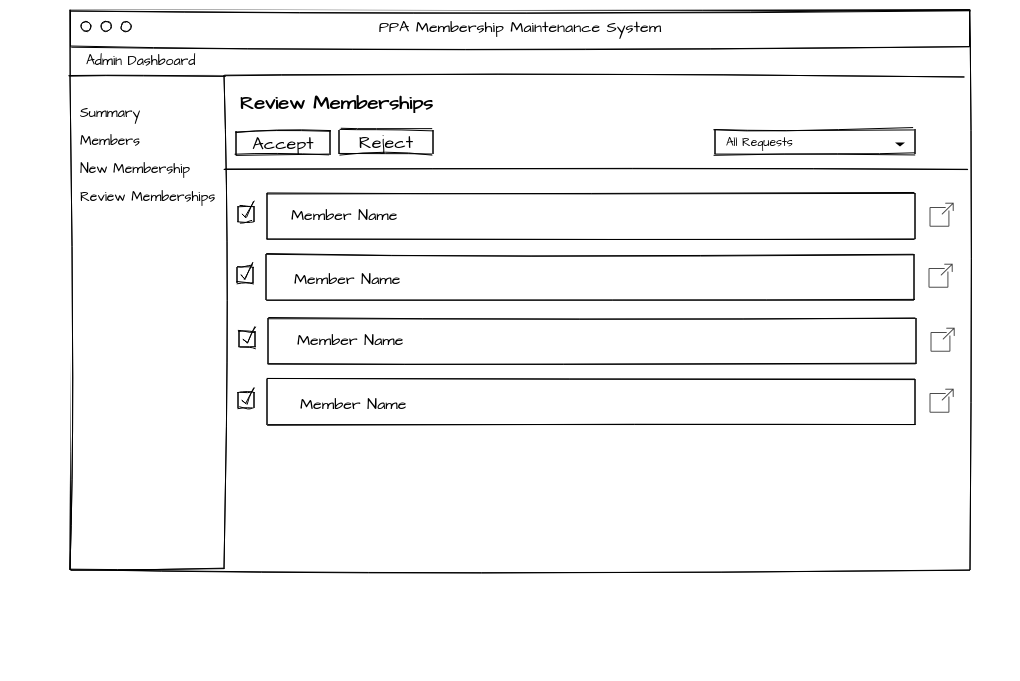 PPA Membership Maintenance System
Admin Dashboard
Summary
Members
New Membership
Review Memberships
Review Memberships
Accept
Reject
All Requests
Member Name
Member Name
Member Name
Member Name